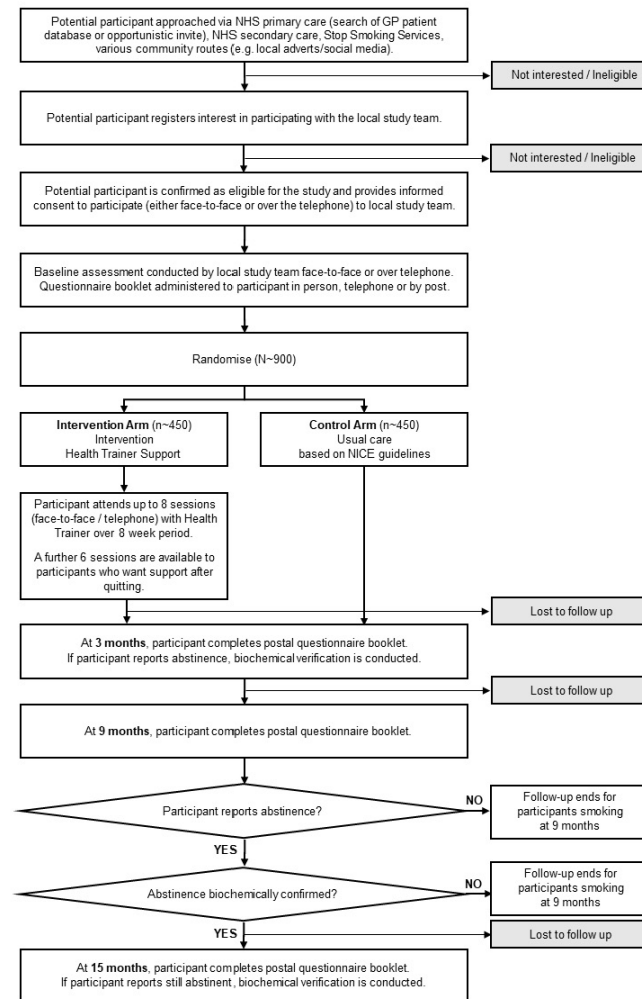 Potential participant approached via NHS primary care (search of GP patient
database or opportunistic invite), NHS secondary care, Stop Smoking Services,
various community routes (e.g. local adverts/social media).
Not interested / Ineligible
Potential participant registers interest in participating with the local study team.
Not interested / Ineligible
Potential participant is confirmed as eligible for the study and provides informed
consent to participate (either face-to-face or over the telephone) to local study team.
Baseline assessment conducted by local study team face-to-face or over telephone.
Questionnaire booklet administered to participant in person, telephone or by post.
Randomise (N~900)
Intervention Arm (n~450)
Intervention
Health Trainer Support
Control Arm (n~450)
Usual care
based on NICE guidelines
Participant attends up to 8 sessions
(face-to-face / telephone) with Health
Trainer over 8 week period.
A further 6 sessions are available to
participants who want support after
quitting.
Lost to follow up
At 3 months, participant completes postal questionnaire booklet.
If participant reports abstinence, biochemical verification is conducted.
Lost to follow up
At 9 months, participant completes postal questionnaire booklet.
Participant reports abstinence?
NO
Follow-up ends for
participants smoking
at 9 months
YES
Abstinence biochemically confirmed?
NO
Follow-up ends for
participants smoking
at 9 months
YES
Lost to follow up
At 15 months, participant completes postal questionnaire booklet.
If participant reports still abstinent, biochemical verification is conducted.